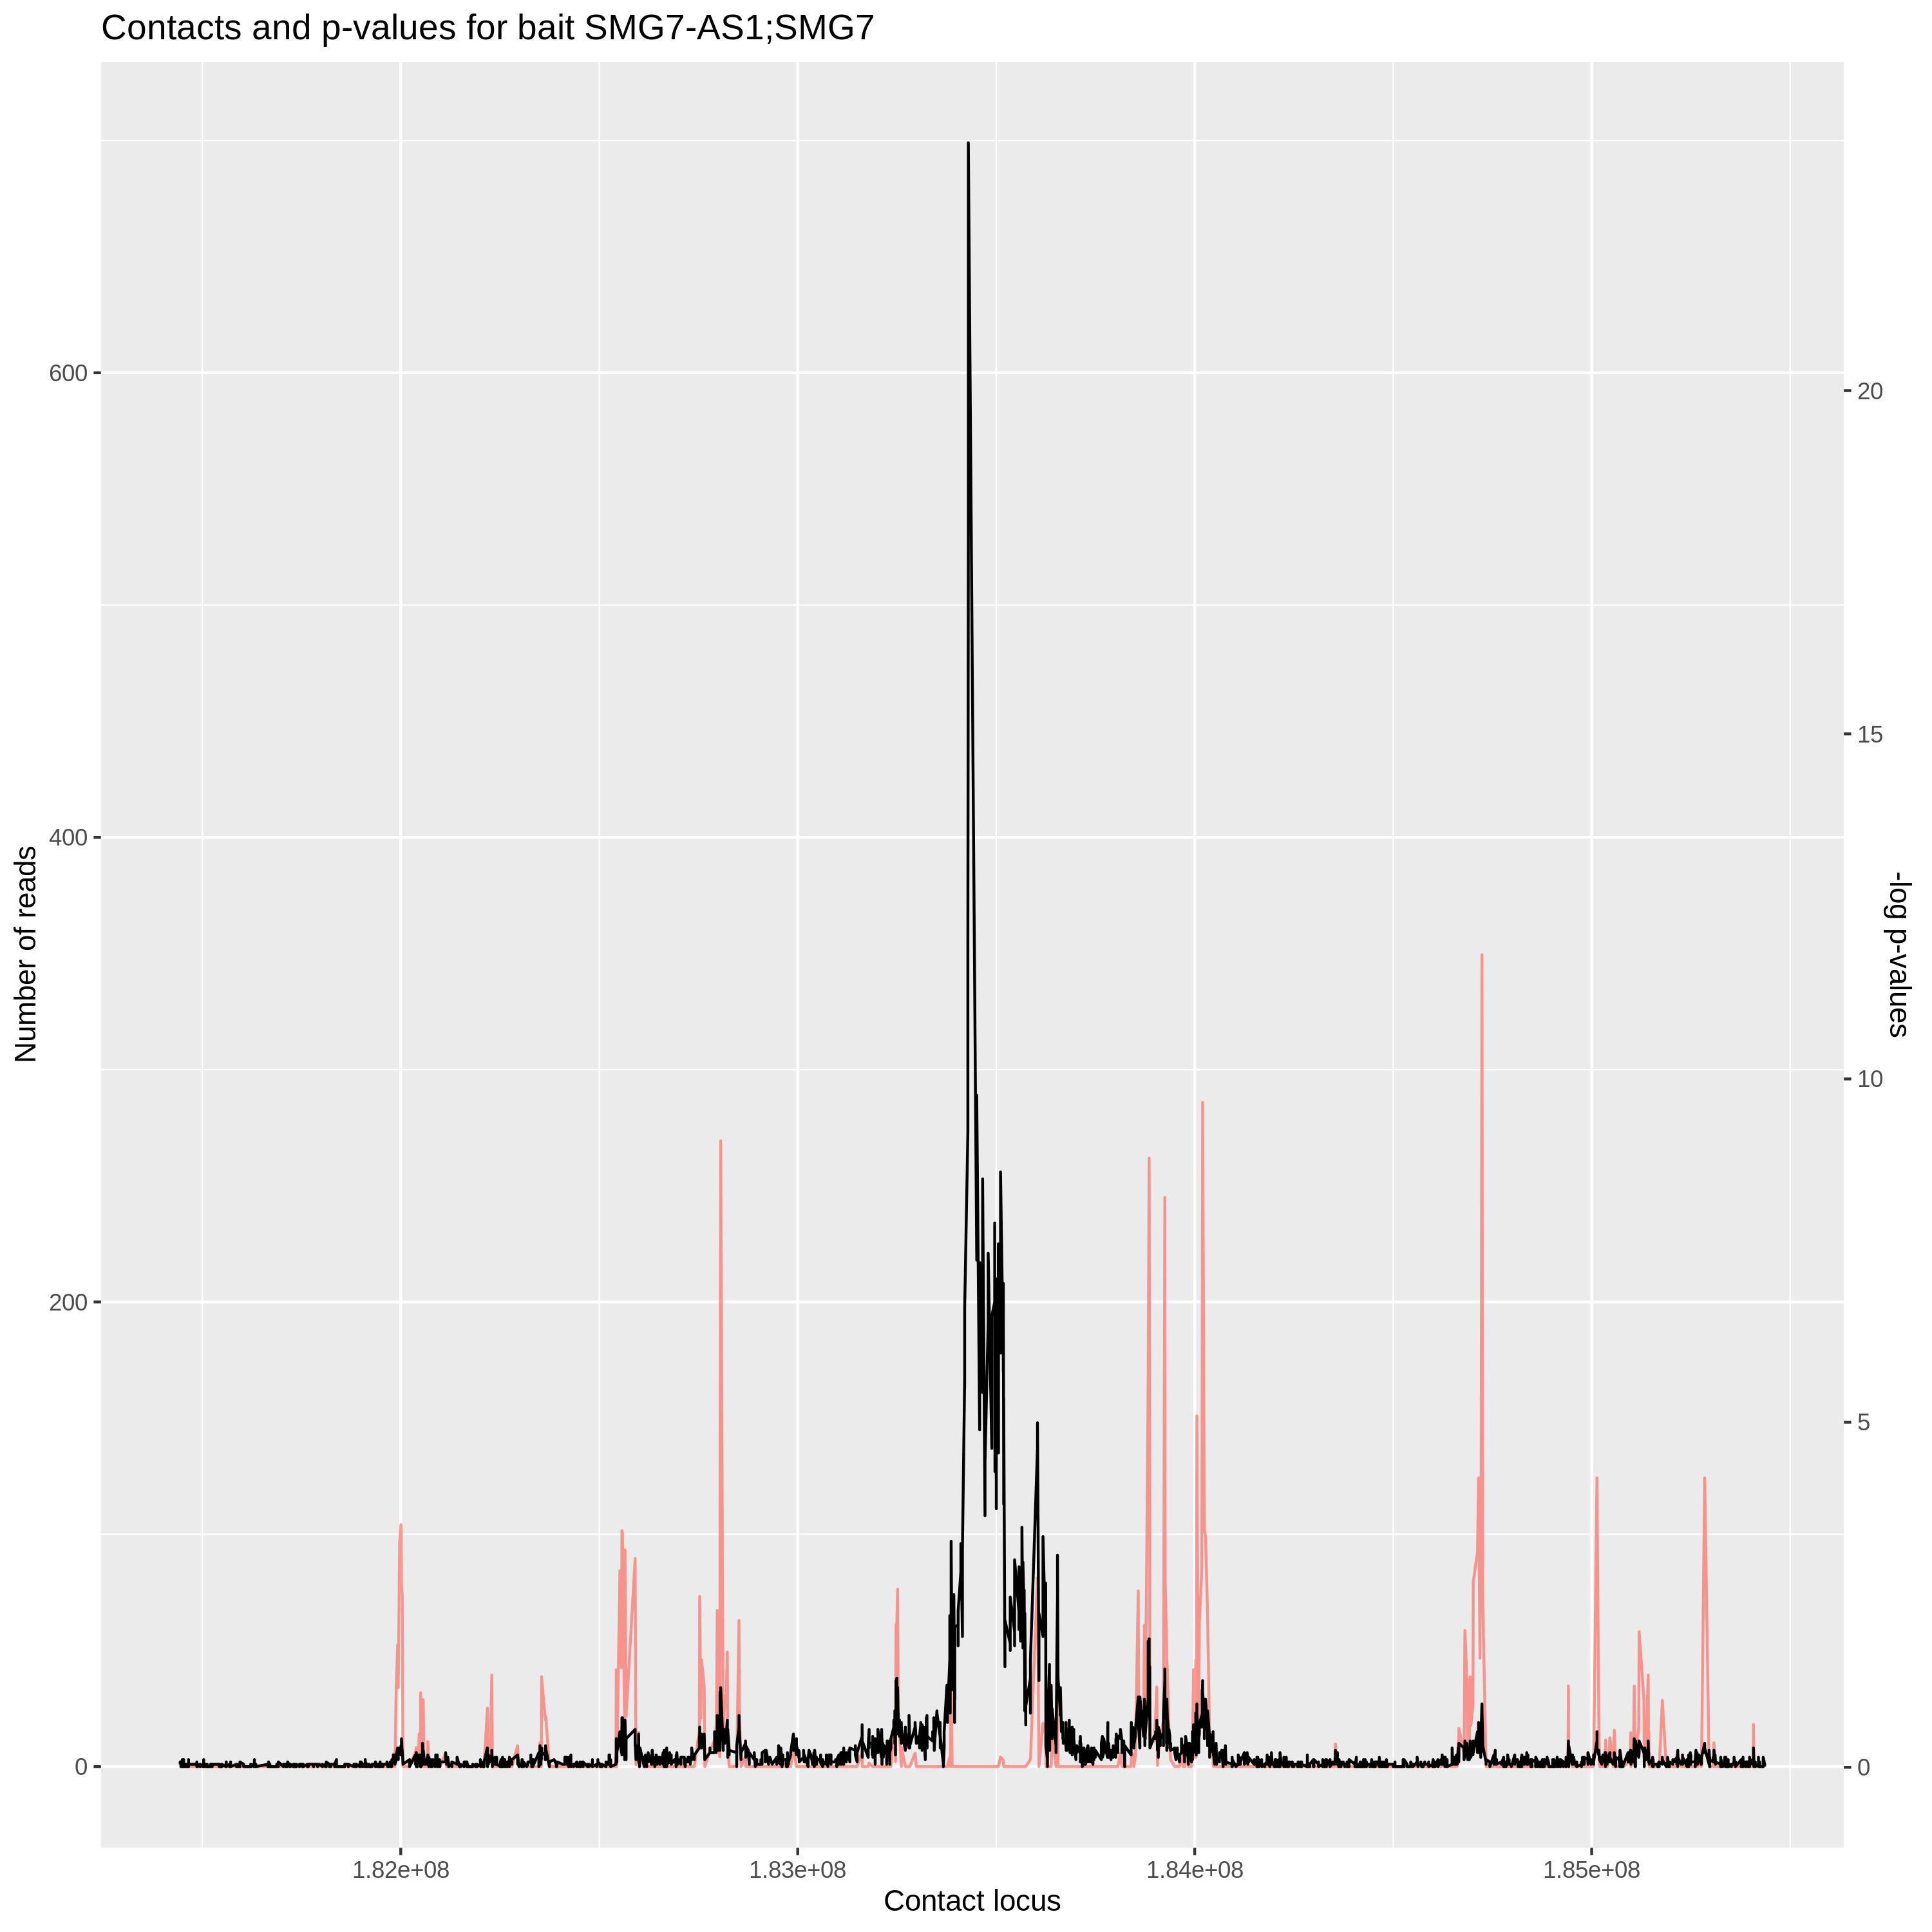 Contacts and p-values for bait SMG7-AS1;SMG7
Number of reads
600
400
200
0
20
15
10
5
0
-log p-values
1.82e+08
1.83e+08
1.84e+08
1.85e+08
Contact locus